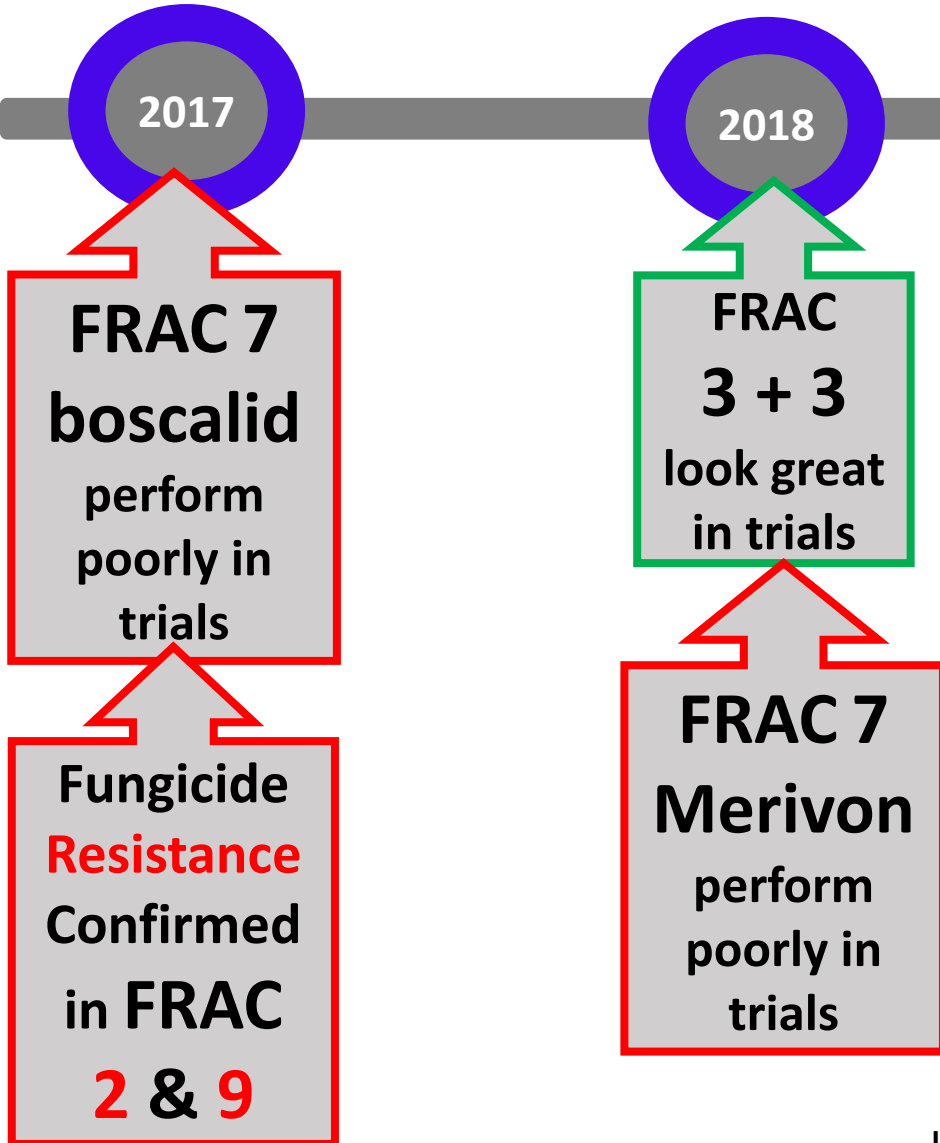 2017
FRAC 7
boscalid
perform
poorly in
trials
Fungicide
Resistance
Confirmed
in FRAC
2 & 9
2018
FRAC
3 + 3
look great
in trials
FRAC 7
Merivon
perform
poorly in
trials